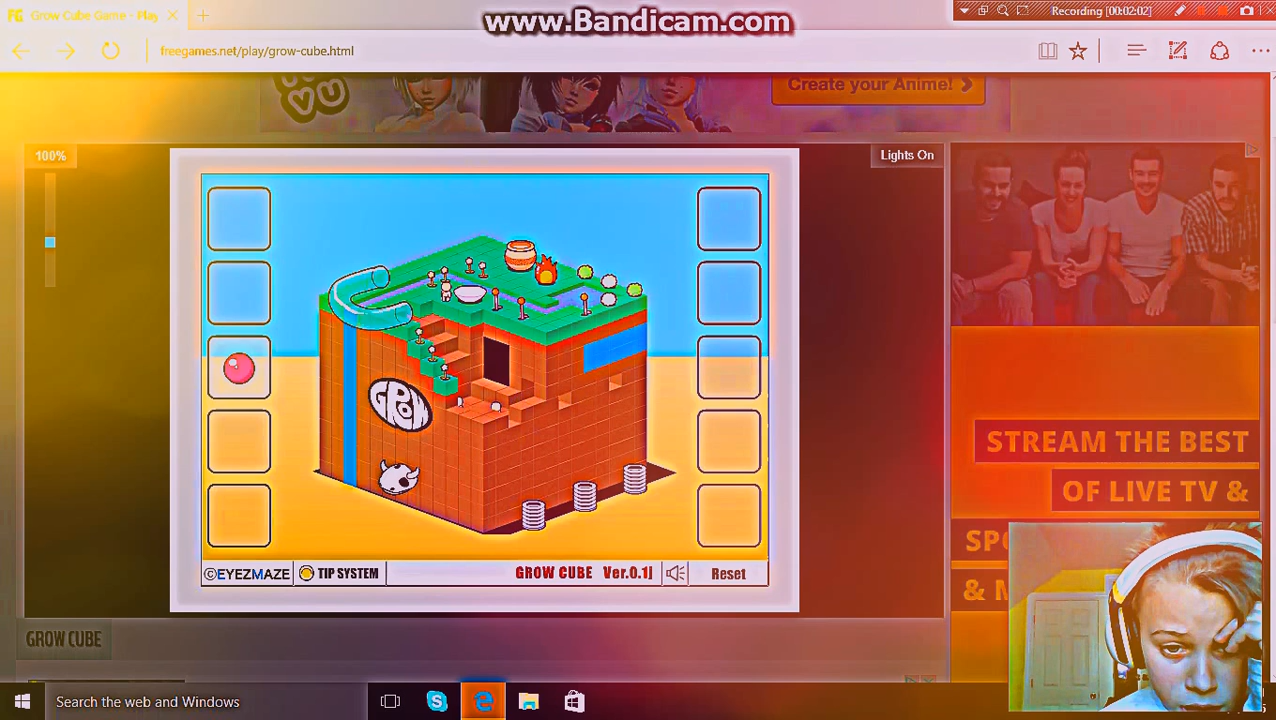 www.Bandicam.com
Recording [00:02:02]
FG Grow Cube Game - Play
freegames.net/play/grow-cube.html
Create your Anime!
100%
Lights On
GROW
STREAM THE BEST
OF LIVE TV &
& M
©EYEZMAZE
TIP SYSTEM
GROW CUBE Ver.0.1j
Reset
GROW CUBE
Search the web and Windows